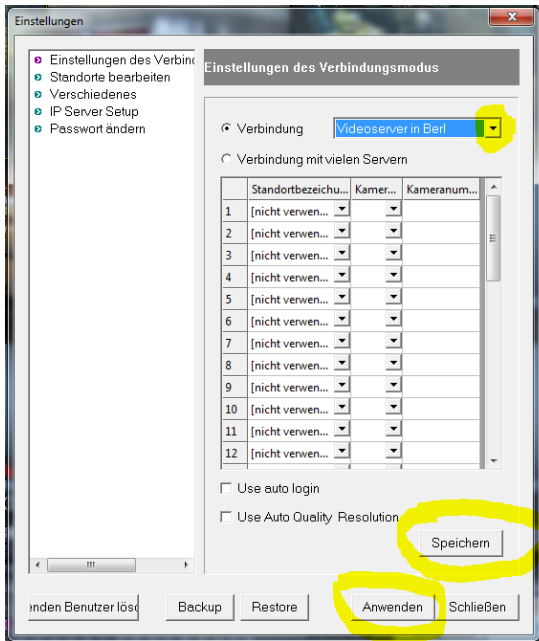 Einstellungen
Einstellungen des Verbind
Standorte bearbeiten
Verschiedenes
IP Server Setup
Passwort ändern
Einstellungen des Verbindungsmodus
Verbindung Videoserver in Berl
Verbindung mit vielen Servern
Standortbezeichu... Kamer... Kameranum...
1 [nicht verwen...
2 [nicht verwen...
3 [nicht verwen...
4 [nicht verwen...
5 [nicht verwen...
6 [nicht verwen...
7 [nicht verwen...
8 [nicht verwen...
9 [nicht verwen...
10 [nicht verwen...
11 [nicht verwen...
12 [nicht verwen...
Use auto login
Use Auto Quality Resolution
Speichern
enden Benutzer lösc Backup Restore Anwenden Schließen